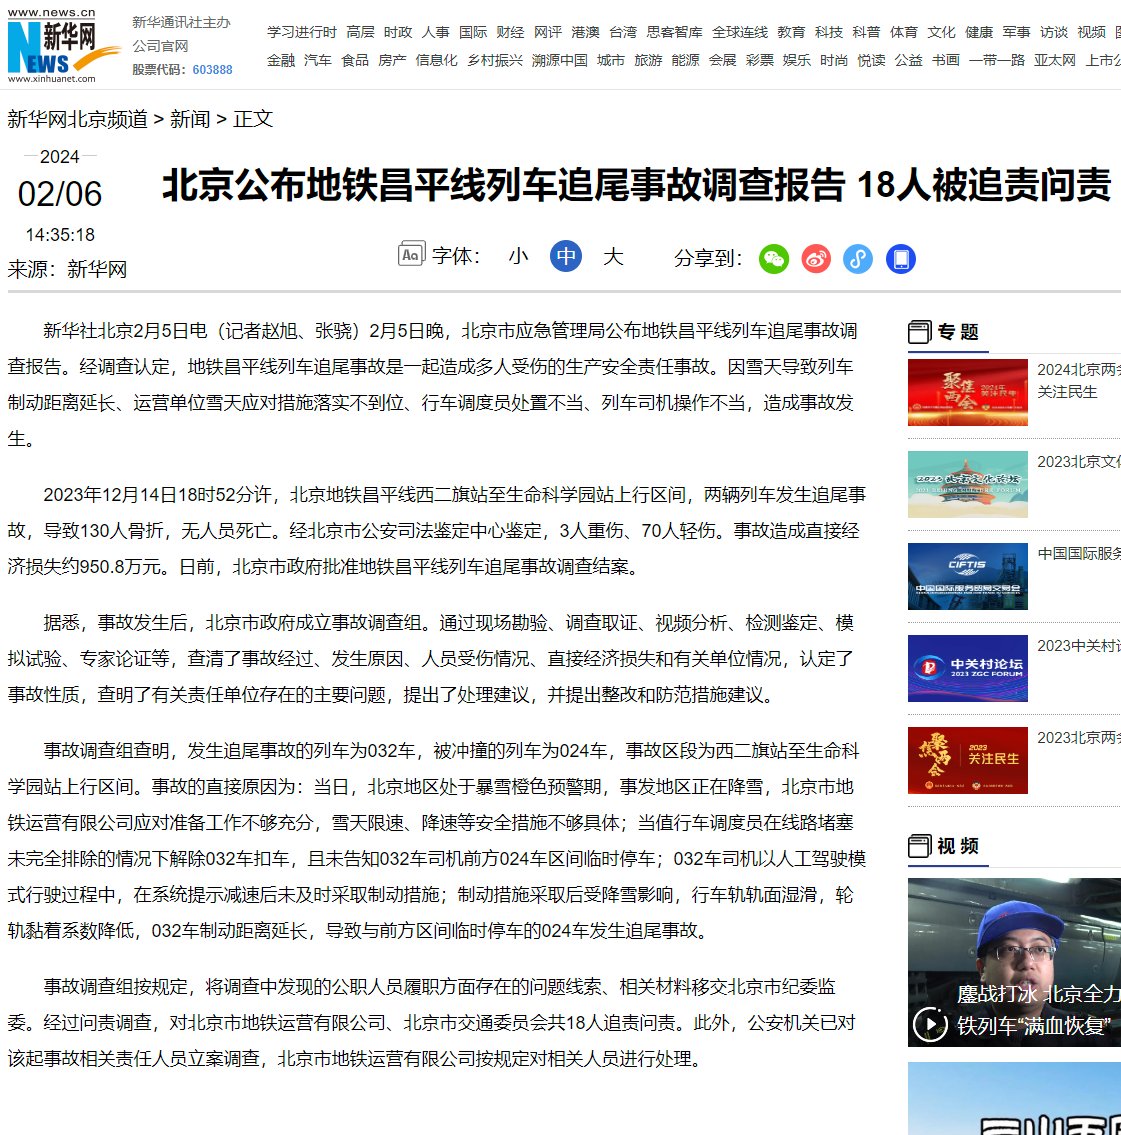 www.news.cn
新华网
NEWS
www.xinhuanet.com
新华通讯社主办
公司官网
股票代码：603888
学习进行时 高层 时政 人事 国际 财经 网评 港澳 台湾 思客智库 全球连线 教育 科技 科普 体育 文化 健康 军事 访谈 视频
金融 汽车 食品 房产 信息化 乡村振兴 溯源中国 城市 旅游 能源 会展 彩票 娱乐 时尚 悦读 公益 书画 一带一路 亚太网 上市公
新华网北京频道 > 新闻 > 正文
2024
02/06
14:35:18
来源：新华网
北京公布地铁昌平线列车追尾事故调查报告 18人被追责问责
Aa 字体： 小 中 大 分享到：
新华社北京2月5日电（记者赵旭、张骁）2月5日晚，北京市应急管理局公布地铁昌平线列车追尾事故调
查报告。经调查认定，地铁昌平线列车追尾事故是一起造成多人受伤的生产安全责任事故。因雪天导致列车
制动距离延长、运营单位雪天应对措施落实不到位、行车调度员处置不当、列车司机操作不当，造成事故发
生。
2023年12月14日18时52分许，北京地铁昌平线西二旗站至生命科学园站上行区间，两辆列车发生追尾事
故，导致130人骨折，无人员死亡。经北京市公安司法鉴定中心鉴定，3人重伤、70人轻伤。事故造成直接经
济损失约950.8万元。日前，北京市政府批准地铁昌平线列车追尾事故调查结案。
据悉，事故发生后，北京市政府成立事故调查组。通过现场勘验、调查取证、视频分析、检测鉴定、模
拟试验、专家论证等，查清了事故经过、发生原因、人员受伤情况、直接经济损失和有关单位情况，认定了
事故性质，查明了有关责任单位存在的主要问题，提出了处理建议，并提出整改和防范措施建议。
事故调查组查明，发生追尾事故的列车为032车，被冲撞的列车为024车，事故区段为西二旗站至生命科
学园站上行区间。事故的直接原因为：当日，北京地区处于暴雪橙色预警期，事发地区正在降雪，北京市地
铁运营有限公司应对准备工作不够充分，雪天限速、降速等安全措施不够具体；当值行车调度员在线路堵塞
未完全排除的情况下解除032车扣车，且未告知032车司机前方024车区间临时停车；032车司机以人工驾驶模
式行驶过程中，在系统提示减速后未及时采取制动措施；制动措施采取后受降雪影响，行车轨轨面湿滑，轮
轨黏着系数降低，032车制动距离延长，导致与前方区间临时停车的024车发生追尾事故。
事故调查组按规定，将调查中发现的公职人员履职方面存在的问题线索、相关材料移交北京市纪委监
委。经过问责调查，对北京市地铁运营有限公司、北京市交通委员会共18人追责问责。此外，公安机关已对
该起事故相关责任人员立案调查，北京市地铁运营有限公司按规定对相关人员进行处理。
专题
聚焦两会
2024年
关注民生
2024北京两会
关注民生
2023 北京文化论坛
2023 BEIJING CULTURE FORUM
2023北京文化
CIFTIS
中国国际服务贸易交易会
中国国际服务
中关村论坛
2023 ZGC FORUM
2023中关村论
聚焦两会
2023
关注民生
2023北京两会
视频
鏖战打冰 北京全力
铁列车“满血恢复”